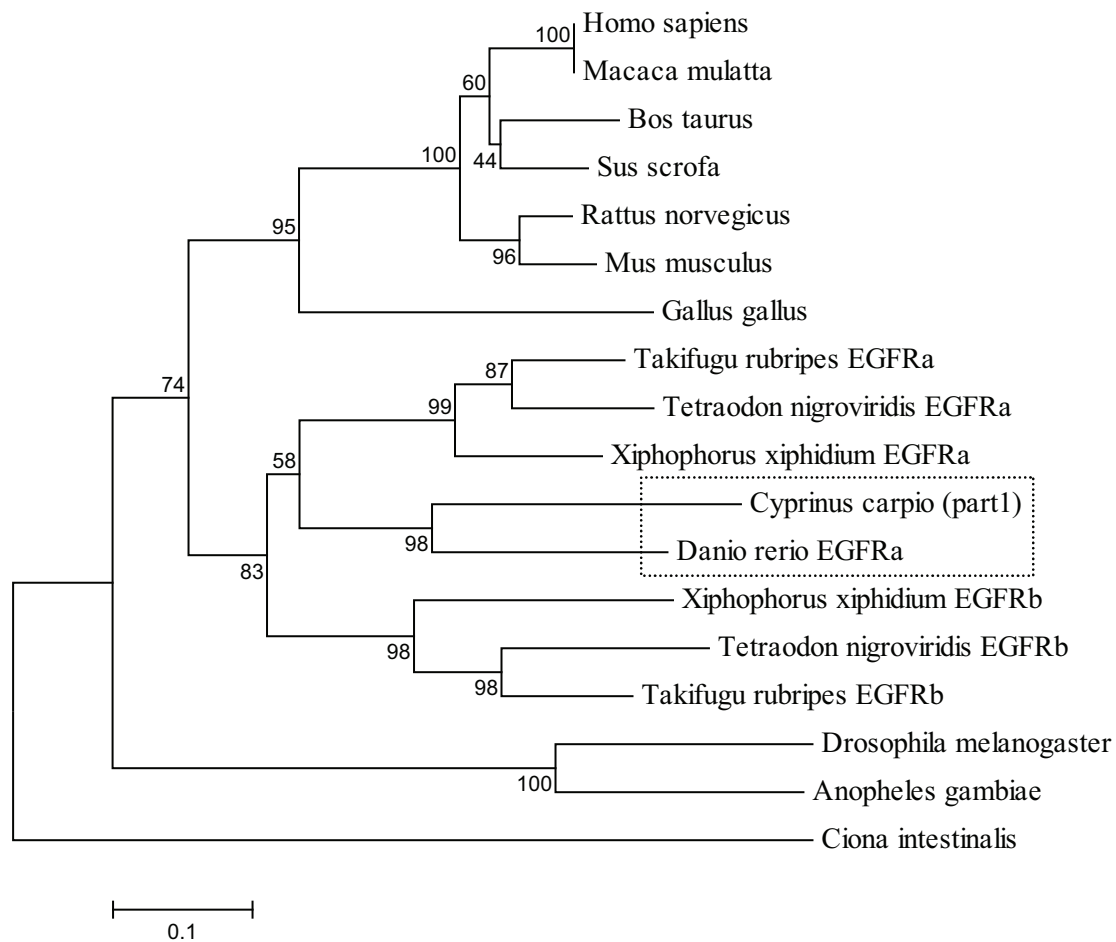 Homo sapiens
100
Macaca mulatta
60
Bos taurus
100
44
Sus scrofa
Rattus norvegicus
95
96
Mus musculus
Gallus gallus
Takifugu rubripes EGFRa
87
74
99
Tetraodon nigroviridis EGFRa
58
Xiphophorus xiphidium EGFRa
Cyprinus carpio (part1)
98
Danio rerio EGFRa
83
Xiphophorus xiphidium EGFRb
98
Tetraodon nigroviridis EGFRb
98
Takifugu rubripes EGFRb
Drosophila melanogaster
100
Anopheles gambiae
Ciona intestinalis
0.1